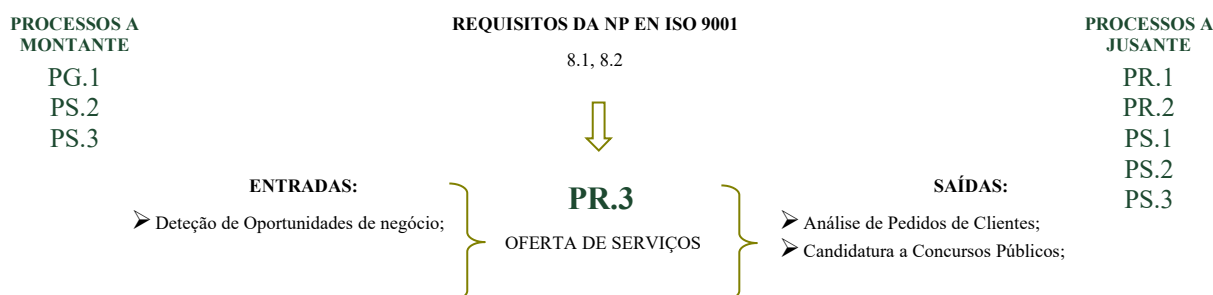 PROCESSOS A
MONTANTE
PG.1
PS.2
PS.3
REQUISITOS DA NP EN ISO 9001
8.1, 8.2
PROCESSOS A
JUSANTE
PR.1
PR.2
PS.1
PS.2
PS.3
ENTRADAS:
➢ Deteção de Oportunidades de negócio;
PR.3
OFERTA DE SERVIÇOS
SAÍDAS:
➢ Análise de Pedidos de Clientes;
➢ Candidatura a Concursos Públicos;